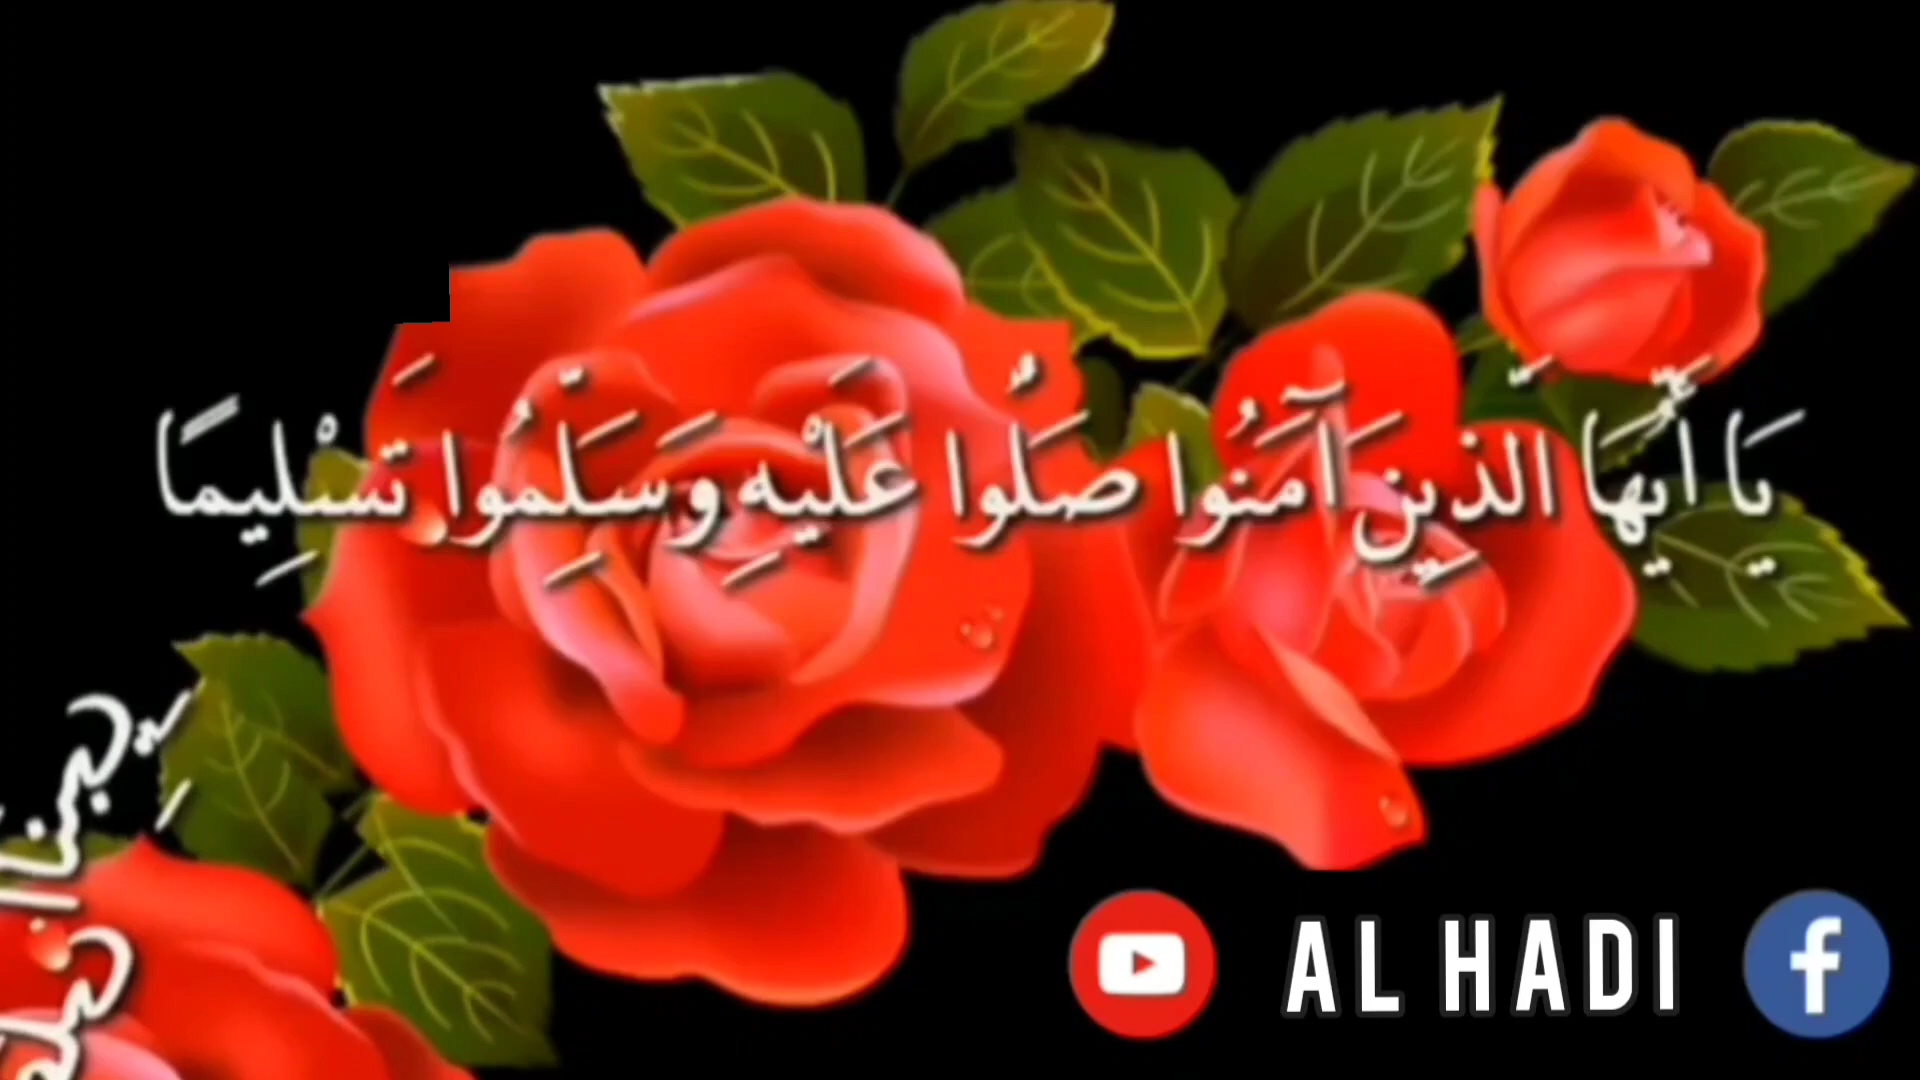 يَا أَيُّهَا الَّذِينَ آمَنُوا صَلُّوا عَلَيْهِ وَسَلِّمُوا تَسْلِيمًا
AL HADI